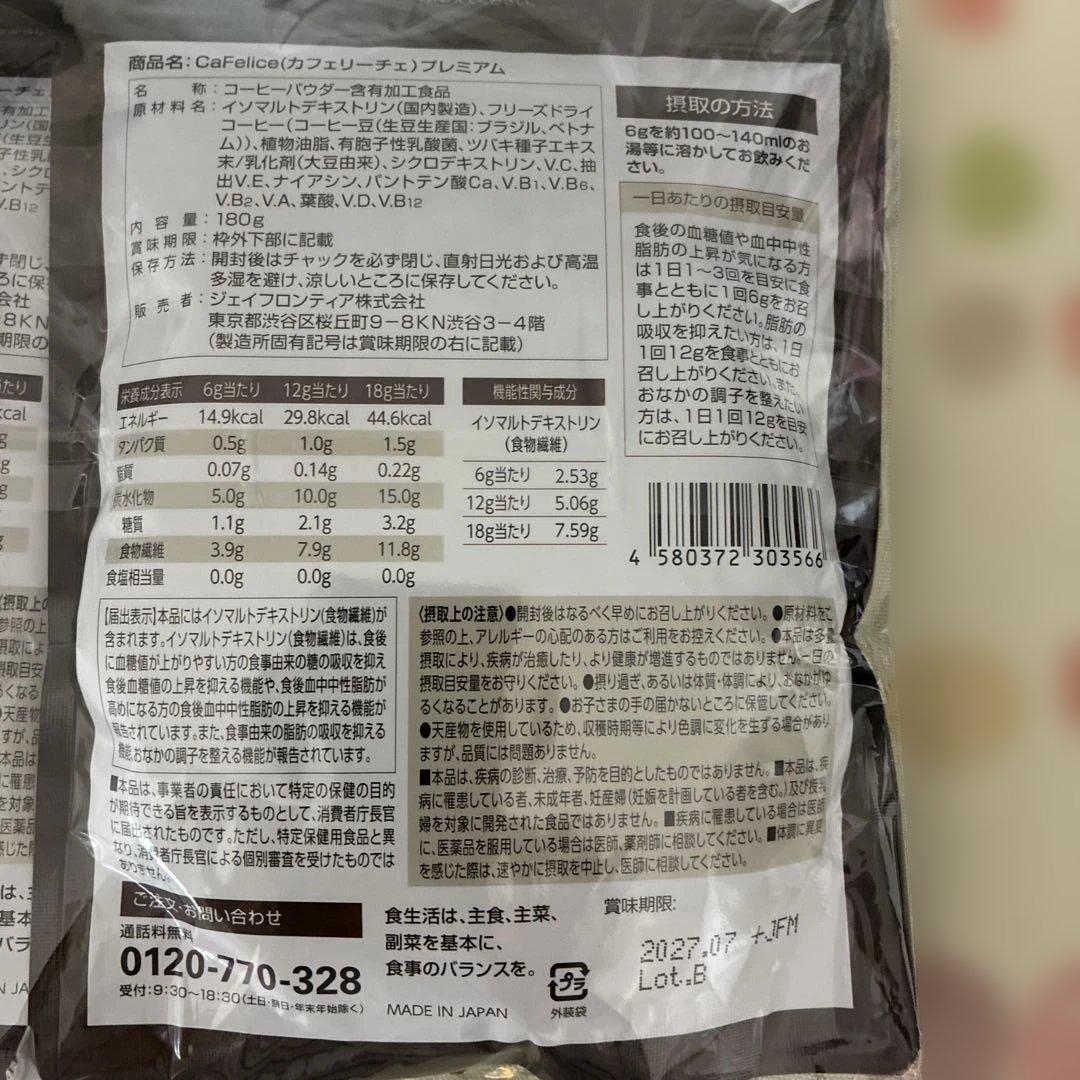 商品名：CaFelice(カフェリーチェ)プレミアム
名称：コーヒーパウダー含有加工食品
原材料名：イソマルトデキストリン(国内製造)、フリーズドライ
コーヒー(コーヒー豆(生豆生産国：ブラジル、ベトナ
ム))、植物油脂、有胞子性乳酸菌、ツバキ種子エキス
末/乳化剤(大豆由来)、シクロデキストリン、V.C、抽
出V.E、ナイアシン、パントテン酸Ca、V.B1、V.B6、
V.B2、V.A、葉酸、V.D、V.B12
内容量：180g
賞味期限：枠外下部に記載
保存方法：開封後はチャックを必ず閉じ、直射日光および高温
多湿を避け、涼しいところに保存してください。
販売者：ジェイフロンティア株式会社
東京都渋谷区桜丘町9－8KN渋谷3－4階
(製造所固有記号は賞味期限の右に記載)
摂取の方法
6gを約100～140mlのお
湯等に溶かしてお飲みくだ
さい。
一日あたりの摂取目安量
食後の血糖値や血中中性
脂肪の上昇が気になる方
は1日1～3回を目安に食
事とともに1回6gをお召
し上がりください。脂肪の
吸収を抑えたい方は、1日
1回12gを食事とともにお
召し上がりください。また、
おなかの調子を整えたい
方は、1日1回12gを目安
にお召し上がりください。
栄養成分表示 6g当たり 12g当たり 18g当たり
エネルギー 14.9kcal 29.8kcal 44.6kcal
タンパク質 0.5g 1.0g 1.5g
脂質 0.07g 0.14g 0.22g
炭水化物 5.0g 10.0g 15.0g
糖質 1.1g 2.1g 3.2g
食物繊維 3.9g 7.9g 11.8g
食塩相当量 0.0g 0.0g 0.0g
機能性関与成分
イソマルトデキストリン
(食物繊維)
6g当たり 2.53g
12g当たり 5.06g
18g当たり 7.59g
4 580372 303566
【届出表示】本品にはイソマルトデキストリン(食物繊維)が
含まれます。イソマルトデキストリン(食物繊維)は、食後
に血糖値が上がりやすい方の食事由来の糖の吸収を抑え
食後血糖値の上昇を抑える機能や、食後血中中性脂肪が
高めになる方の食後血中中性脂肪の上昇を抑える機能が
報告されています。また、食事由来の脂肪の吸収を抑える
機能、おなかの調子を整える機能が報告されています。
■本品は、事業者の責任において特定の保健の目的
が期待できる旨を表示するものとして、消費者庁長官
に届出されたものです。ただし、特定保健用食品と異
なり、消費者庁長官による個別審査を受けたものでは
ありません。
〈摂取上の注意〉●開封後はなるべく早めにお召し上がりください。●原材料をご
参照の上、アレルギーの心配のある方はご利用をお控えください。●本品は多量
摂取により、疾病が治癒したり、より健康が増進するものではありません。一日の
摂取目安量をお守りください。●摂り過ぎ、あるいは体質・体調により、おなかがゆ
るくなることがあります。●お子さまの手の届かないところに保管してください。
●天産物を使用しているため、収穫時期等により色調に変化を生ずる場合があり
ますが、品質には問題ありません。
■本品は、疾病の診断、治療、予防を目的としたものではありません。■本品は、疾
病に罹患している者、未成年者、妊産婦(妊娠を計画している者を含む。)及び授乳
婦を対象に開発された食品ではありません。■疾病に罹患している場合は医師
に、医薬品を服用している場合は医師、薬剤師に相談してください。■体調に異変
を感じた際は、速やかに摂取を中止し、医師に相談してください。
ご注文・お問い合わせ
通話料無料
0120-770-328
受付：9:30～18:30(土日・祭日・年末年始除く)
食生活は、主食、主菜、
副菜を基本に、
食事のバランスを。
MADE IN JAPAN
プラ
外装袋
賞味期限：
2027.07 +JFM
Lot.B